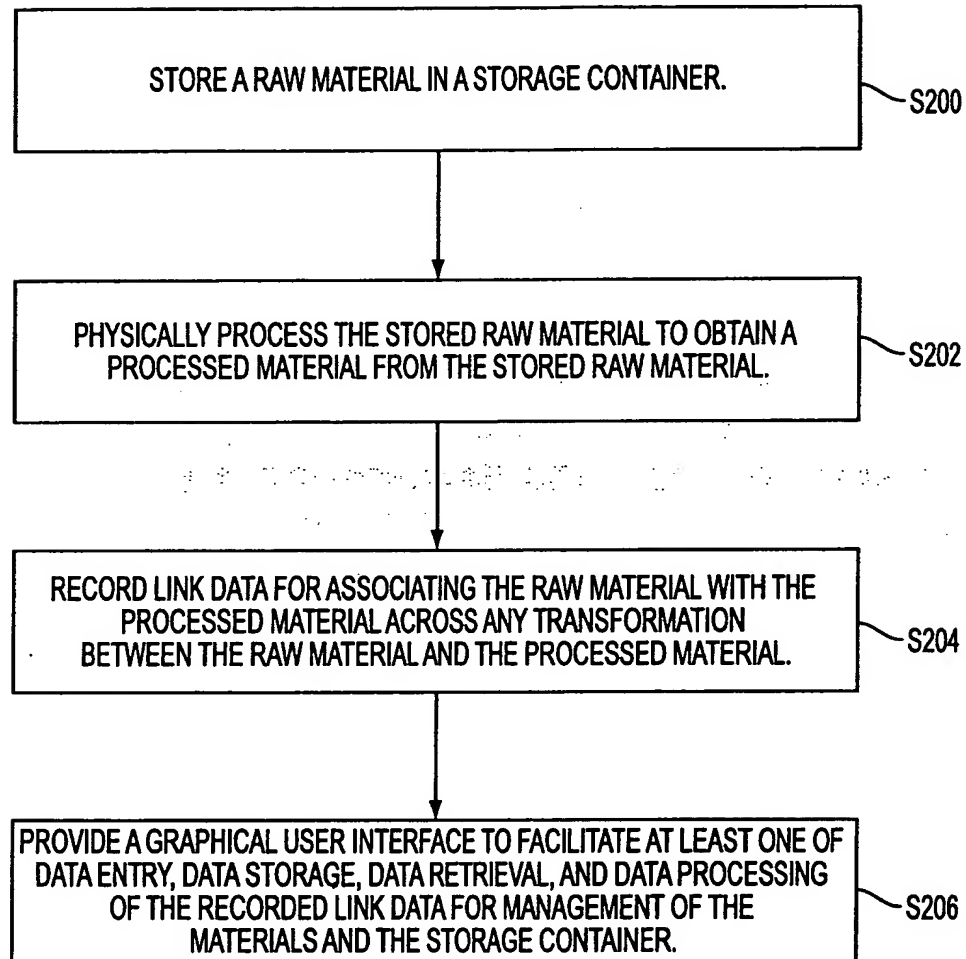 STORE A RAW MATERIAL IN A STORAGE CONTAINER.
S200
PHYSICALLY PROCESS THE STORED RAW MATERIAL TO OBTAIN A
PROCESSED MATERIAL FROM THE STORED RAW MATERIAL.
S202
RECORD LINK DATA FOR ASSOCIATING THE RAW MATERIAL WITH THE
PROCESSED MATERIAL ACROSS ANY TRANSFORMATION
BETWEEN THE RAW MATERIAL AND THE PROCESSED MATERIAL.
S204
PROVIDE A GRAPHICAL USER INTERFACE TO FACILITATE AT LEAST ONE OF
DATA ENTRY, DATA STORAGE, DATA RETRIEVAL, AND DATA PROCESSING
OF THE RECORDED LINK DATA FOR MANAGEMENT OF THE
MATERIALS AND THE STORAGE CONTAINER.
S206